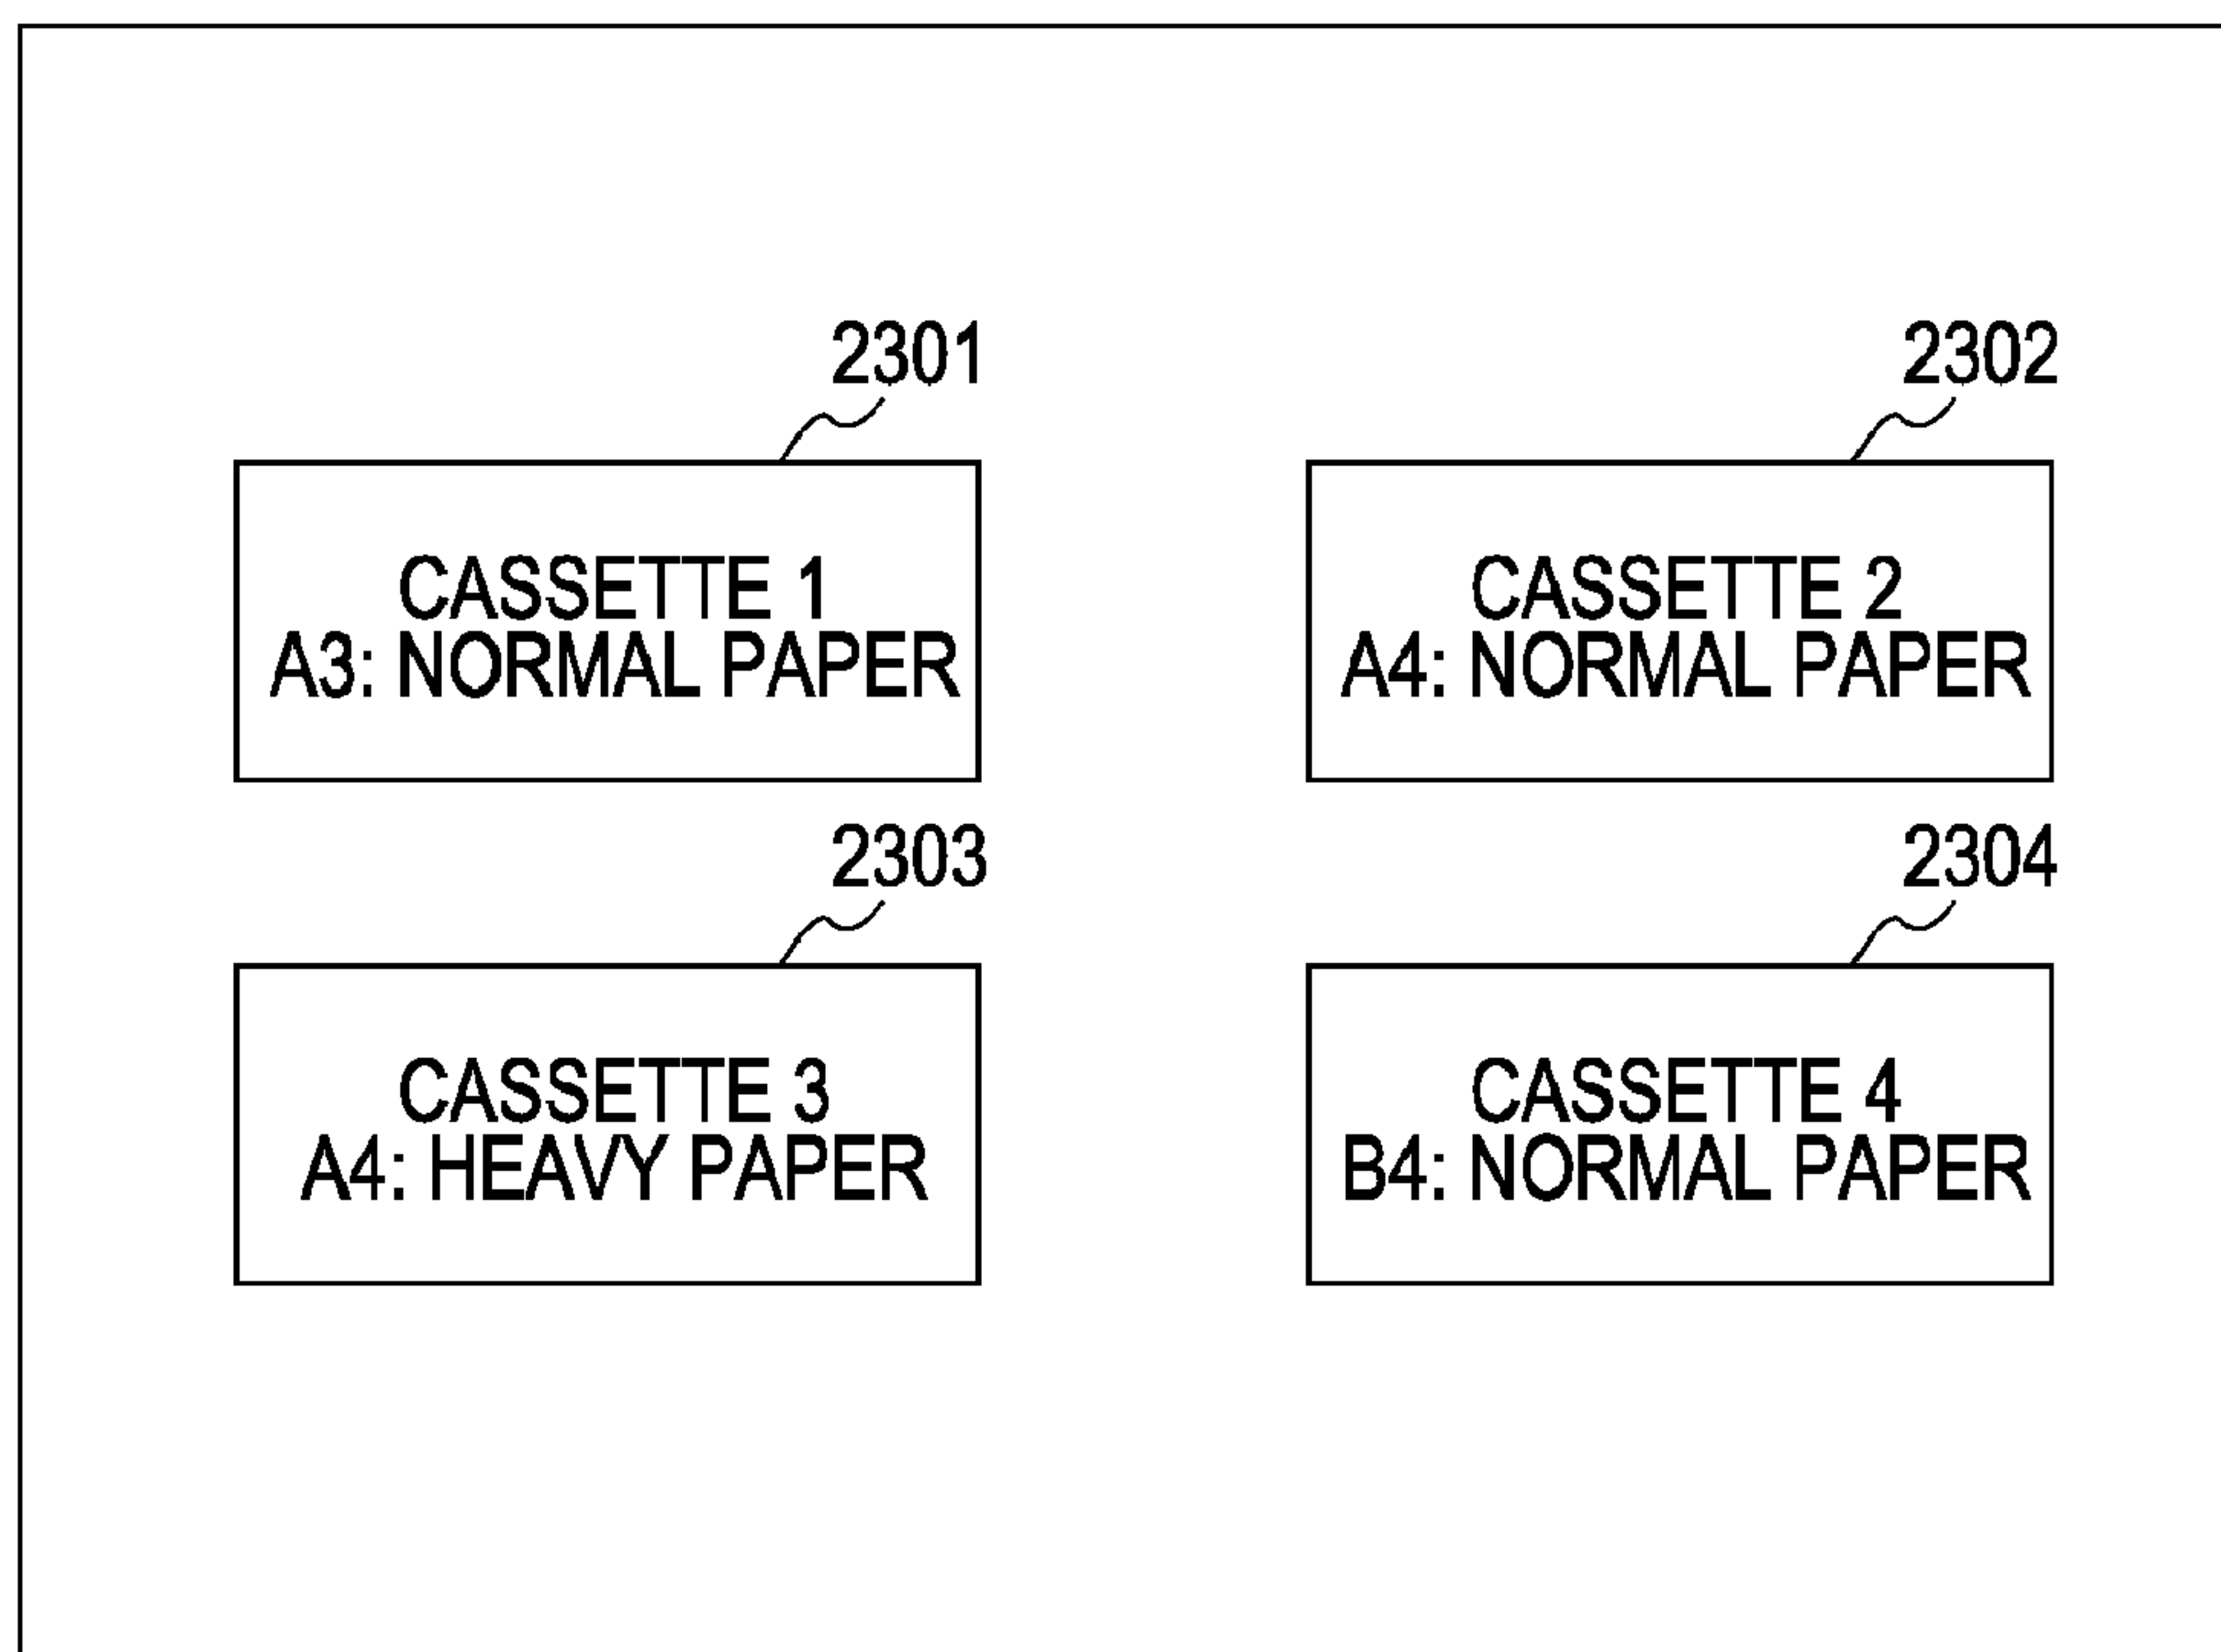 2301
2302
CASSETTE 1
A3: NORMAL PAPER
CASSETTE 2
A4: NORMAL PAPER
2303
2304
CASSETTE 3
A4: HEAVY PAPER
CASSETTE 4
B4: NORMAL PAPER